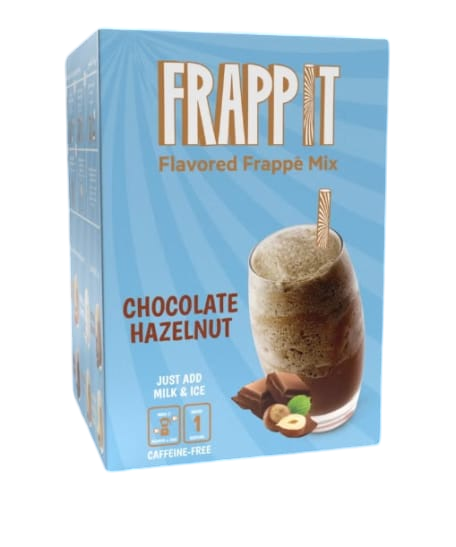 FRAPP IT
Flavored Frappé Mix
CHOCOLATE
HAZELNUT
JUST ADD
MILK & ICE
1
CAFFEINE-FREE